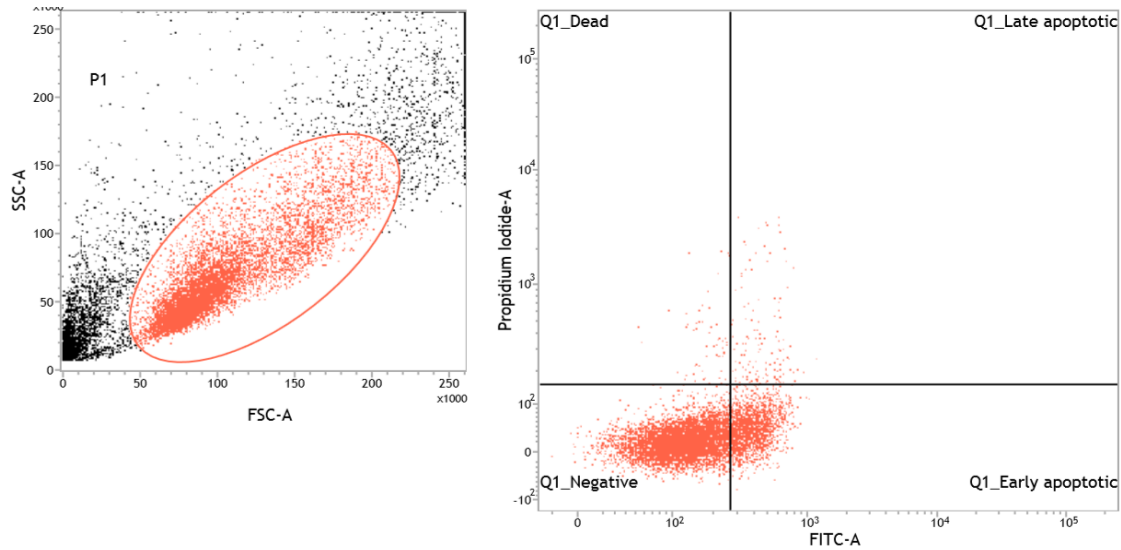 x1000
250
P1
200
150
SSC-A
100
50
0
0 50 100 150 200 250
x1000
FSC-A
Q1_Dead Q1_Late apoptotic
10^5
10^4
Propidium Iodide-A
10^3
10^2
0
Q1_Negative Q1_Early apoptotic
-10^2
0 10^2 10^3 10^4 10^5
FITC-A